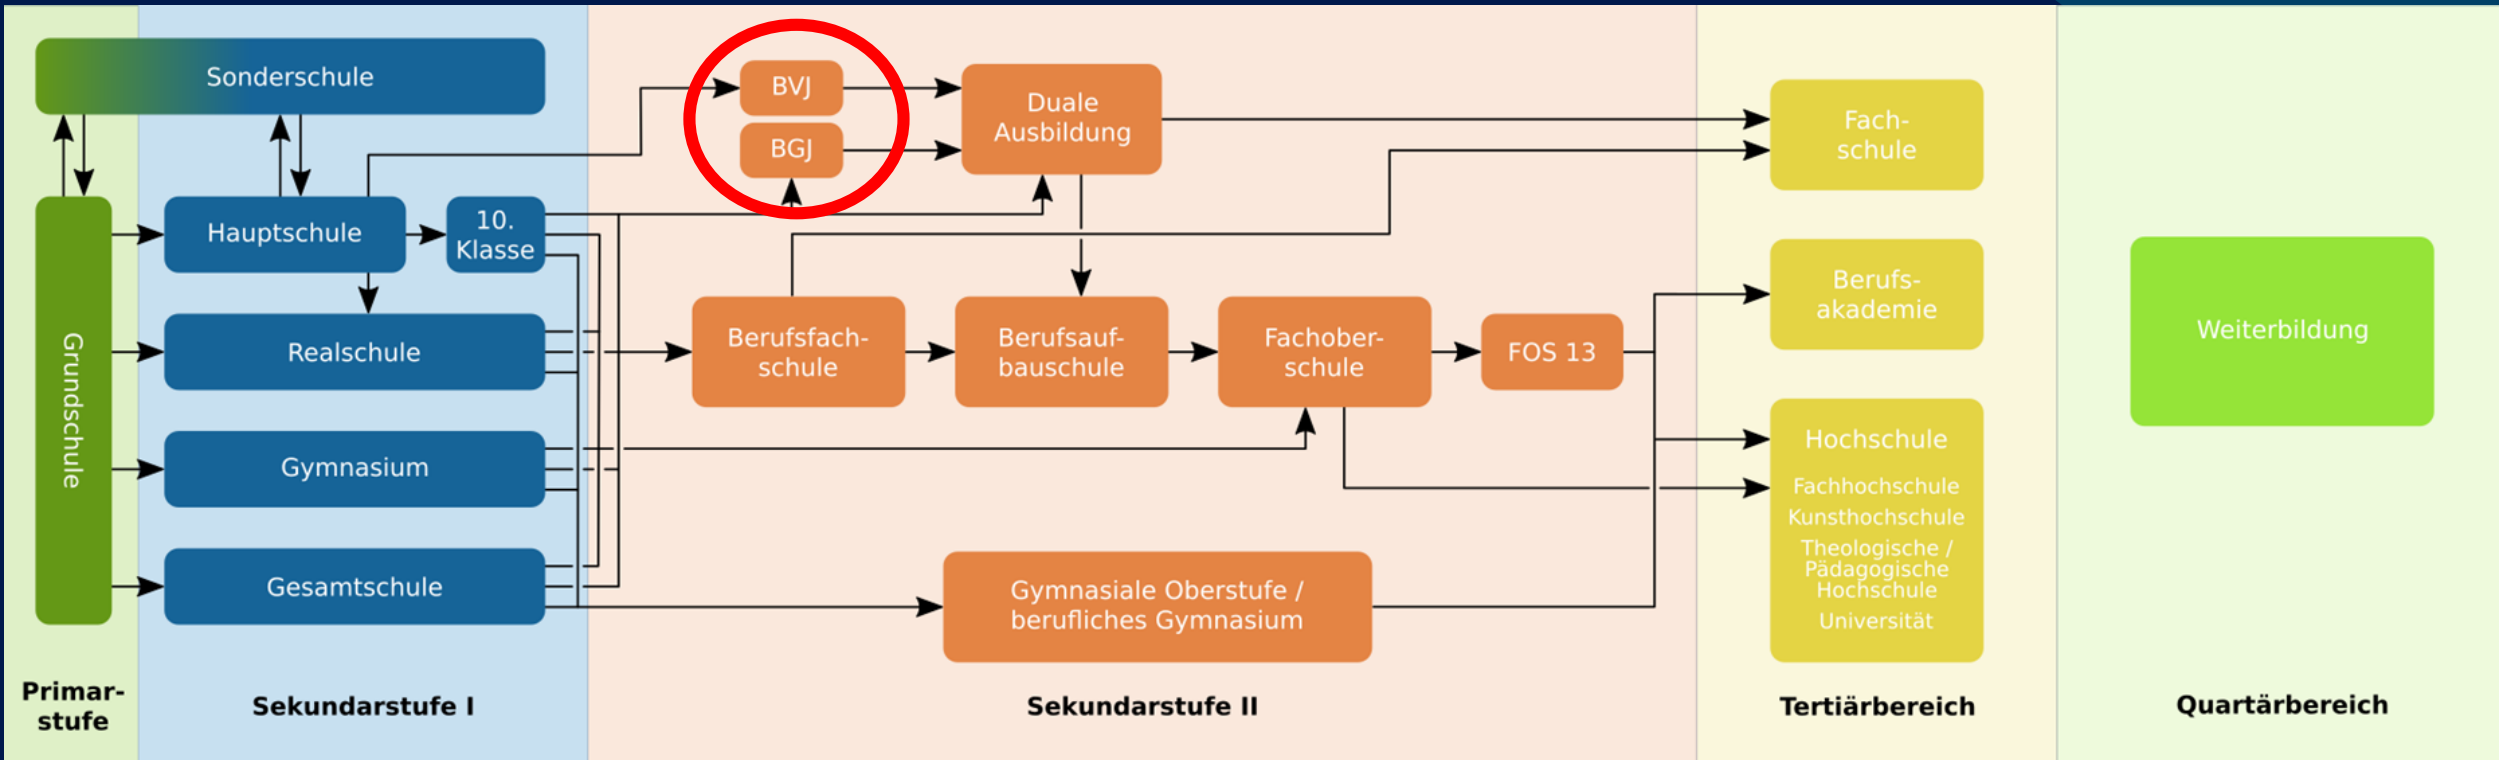 Sonderschule
Grundschule
Hauptschule
10.
Klasse
Realschule
Gymnasium
Gesamtschule
BVJ
BGJ
Duale
Ausbildung
Berufsfach-
schule
Berufsauf-
bauschule
Fachober-
schule
FOS 13
Gymnasiale Oberstufe /
berufliches Gymnasium
Fach-
schule
Berufs-
akademie
Hochschule
Fachhochschule
Kunsthochschule
Theologische /
Pädagogische
Hochschule
Universität
Weiterbildung
Primar-
stufe
Sekundarstufe I
Sekundarstufe II
Tertiärbereich
Quartärbereich